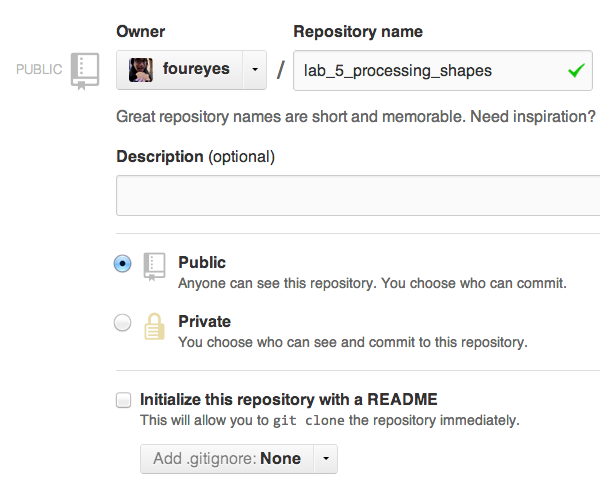 Owner
Repository name
PUBLIC
foureyes
/
lab_5_processing_shapes
Great repository names are short and memorable. Need inspiration?
Description (optional)
Public
Anyone can see this repository. You choose who can commit.
Private
You choose who can see and commit to this repository.
Initialize this repository with a README
This will allow you to git clone the repository immediately.
Add .gitignore: None